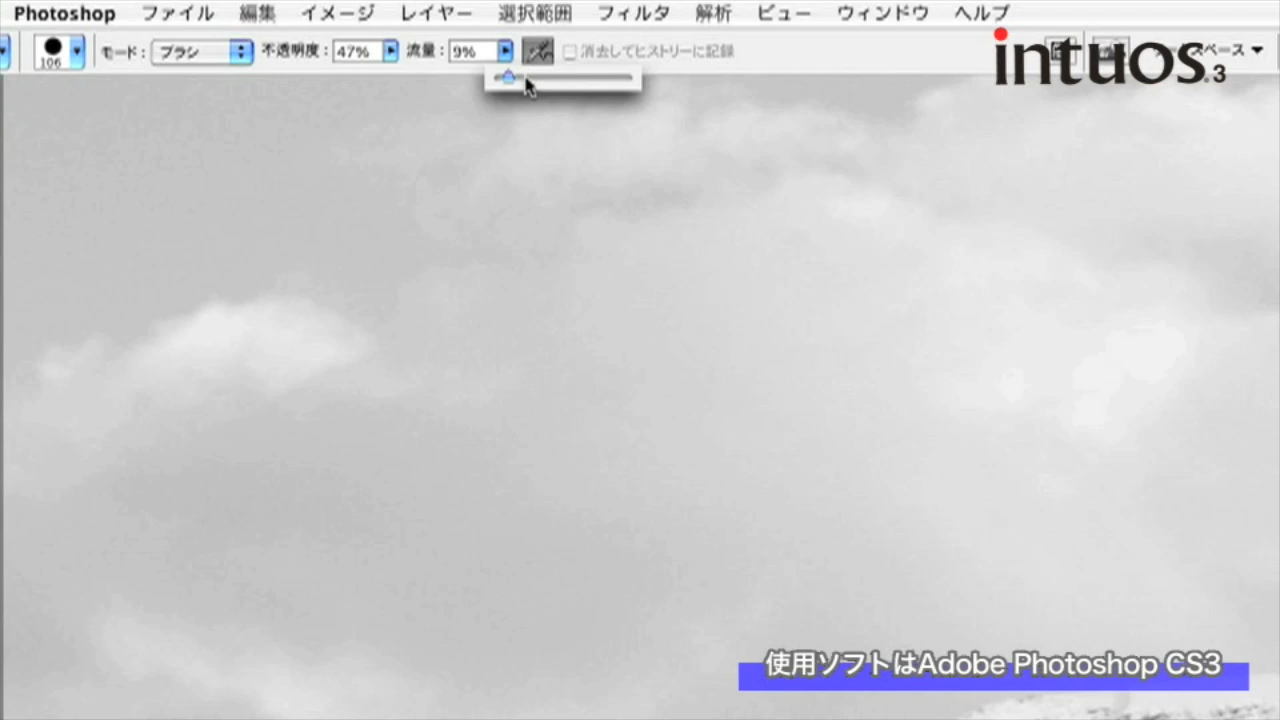 Photoshop ファイル 編集 イメージ レイヤー 選択範囲 フィルタ 解析 ビュー ウィンドウ ヘルプ
106 モード: ブラシ 不透明度: 47% 流量: 9% 消去してヒストリーに記録
ペース
intuos®3
使用ソフトはAdobe Photoshop CS3